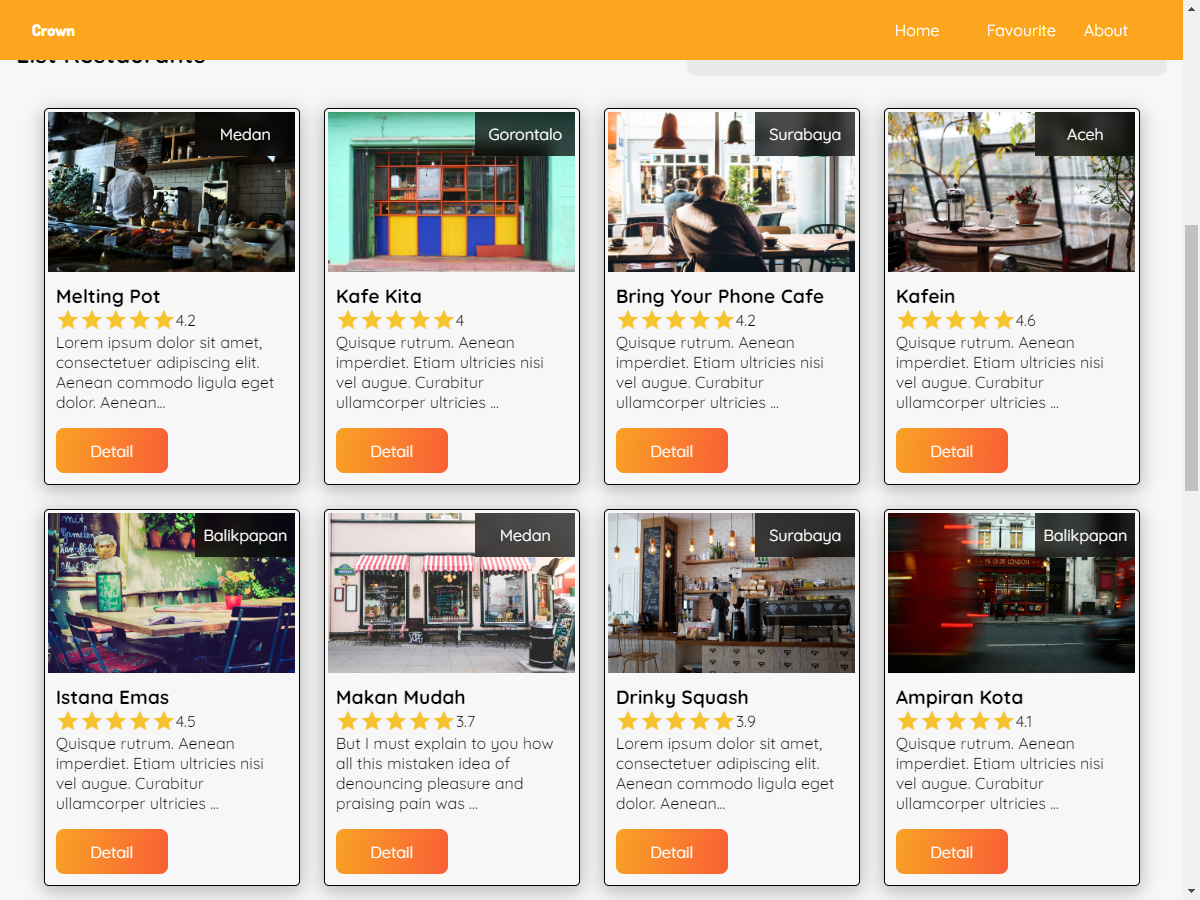 Crown
Home Favourite About
List Restaurants
Medan
Gorontalo
Surabaya
Aceh
Melting Pot
4.2
Lorem ipsum dolor sit amet,
consectetuer adipiscing elit.
Aenean commodo ligula eget
dolor. Aenean...
Detail
Kafe Kita
4
Quisque rutrum. Aenean
imperdiet. Etiam ultricies nisi
vel augue. Curabitur
ullamcorper ultricies ...
Detail
Bring Your Phone Cafe
4.2
Quisque rutrum. Aenean
imperdiet. Etiam ultricies nisi
vel augue. Curabitur
ullamcorper ultricies ...
Detail
Kafein
4.6
Quisque rutrum. Aenean
imperdiet. Etiam ultricies nisi
vel augue. Curabitur
ullamcorper ultricies ...
Detail
Balikpapan
Medan
Surabaya
Balikpapan
YE OLDE LONDON
Istana Emas
4.5
Quisque rutrum. Aenean
imperdiet. Etiam ultricies nisi
vel augue. Curabitur
ullamcorper ultricies ...
Detail
Makan Mudah
3.7
But I must explain to you how
all this mistaken idea of
denouncing pleasure and
praising pain was ...
Detail
Drinky Squash
3.9
Lorem ipsum dolor sit amet,
consectetuer adipiscing elit.
Aenean commodo ligula eget
dolor. Aenean...
Detail
Ampiran Kota
4.1
Quisque rutrum. Aenean
imperdiet. Etiam ultricies nisi
vel augue. Curabitur
ullamcorper ultricies ...
Detail